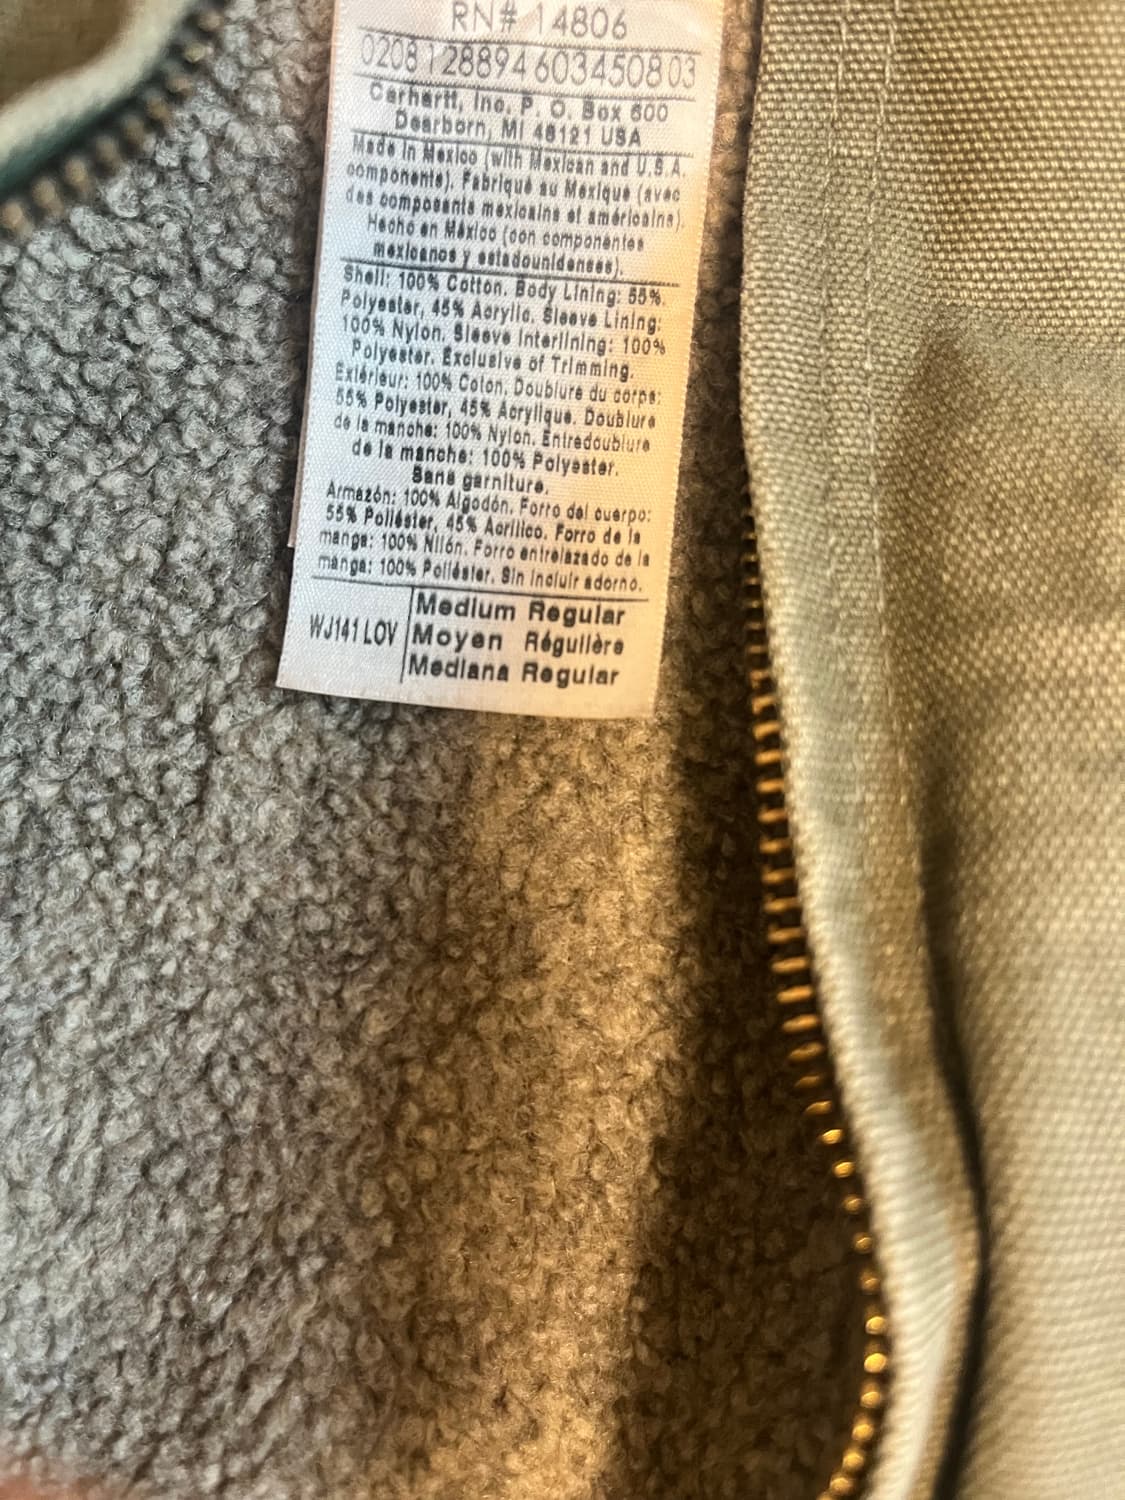 RN# 14806
0208128894603450803
Carhartt, Inc. P. O. Box 600
Dearborn, MI 48121 USA
Made in Mexico (with Mexican and U.S.A.
components). Fabriqué au Mexique (avec
des composants mexicains et américains).
Hecho en México (con componentes
mexicanos y estadounidenses).
Shell: 100% Cotton. Body Lining: 55%
Polyester, 45% Acrylic. Sleeve Lining:
100% Nylon. Sleeve Interlining: 100%
Polyester. Exclusive of Trimming.
Extérieur: 100% Coton. Doublure du corps:
55% Polyester, 45% Acrylique. Doublure
de la manche: 100% Nylon. Entredoublure
de la manche: 100% Polyester.
Sans garniture.
Armazón: 100% Algodón. Forro del cuerpo:
55% Poliéster, 45% Acrílico. Forro de la
manga: 100% Nilón. Forro entrelazado de la
manga: 100% Poliéster. Sin incluir adorno.
WJ141 LOV
Medium Regular
Moyen Régulière
Mediana Regular